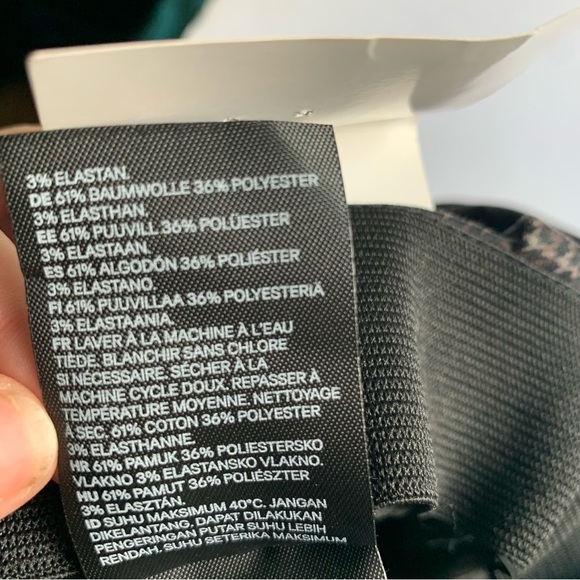 3% ELASTAN.
DE 61% BAUMWOLLE 36% POLYESTER
3% ELASTHAN.
EE 61% PUUVILL 36% POLÜESTER
3% ELASTAAN.
ES 61% ALGODÓN 36% POLIÉSTER
3% ELASTANO.
FI 61% PUUVILLAA 36% POLYESTERIA
3% ELASTAANIA.
FR LAVER À LA MACHINE À L'EAU
TIÈDE. BLANCHIR SANS CHLORE
SI NÉCESSAIRE. SÉCHER À LA
MACHINE CYCLE DOUX. REPASSER À
TEMPÉRATURE MOYENNE. NETTOYAGE
À SEC. 61% COTON 36% POLYESTER
3% ELASTHANNE.
HR 61% PAMUK 36% POLIESTERSKO
VLAKNO 3% ELASTANSKO VLAKNO.
HU 61% PAMUT 36% POLIÉSZTER
3% ELASZTÁN.
ID SUHU MAKSIMUM 40°C. JANGAN
DIKELANTANG. DAPAT DILAKUKAN
PENGERINGAN PUTAR SUHU LEBIH
RENDAH. SUHU SETERIKA MAKSIMUM